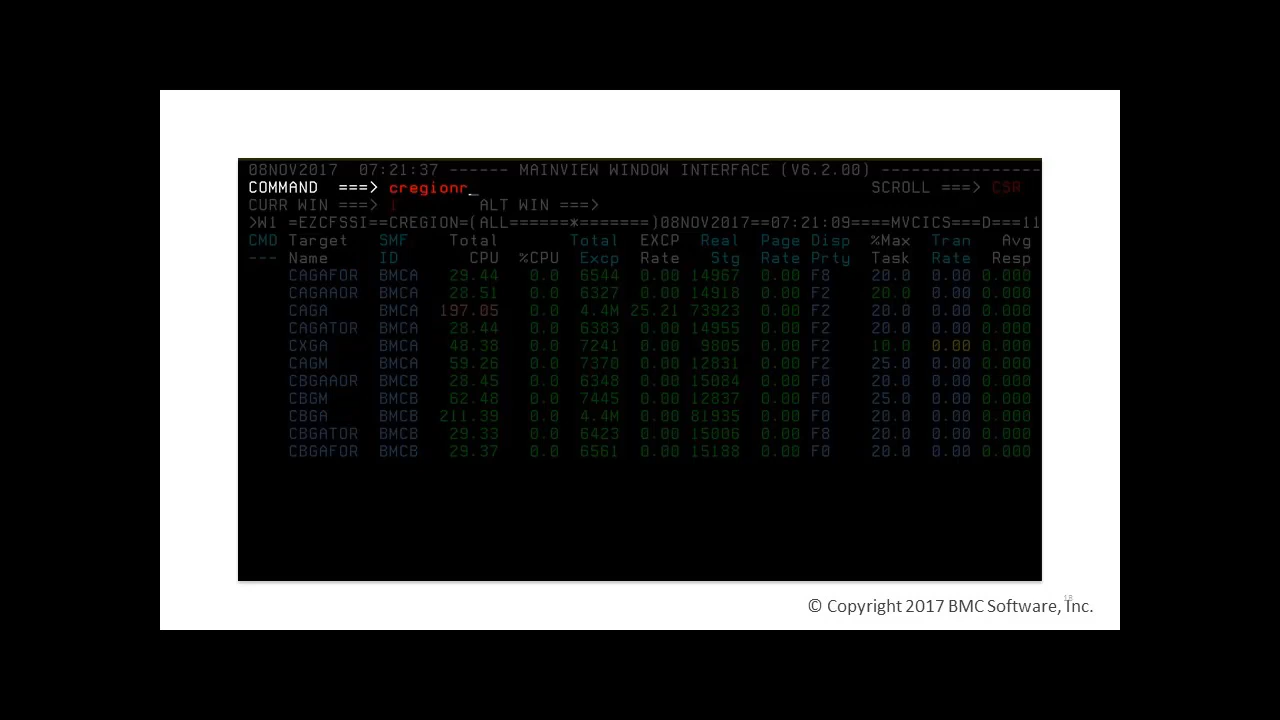 08NOV2017  07:21:37 ------ MAINVIEW WINDOW INTERFACE (V6.2.00) ----------------
COMMAND  ===> cregionr_                                       SCROLL ===> CSR
CURR WIN ===> 1        ALT WIN ===>
>W1 =EZCFSSI==CREGION=(ALL======*=======)08NOV2017==07:21:09====MVCICS===D===11
CMD Target   SMF     Total       Total EXCP  Real  Page Disp  %Max  Tran   Avg
--- Name     ID        CPU  %CPU  Excp Rate   Stg  Rate Prty  Task  Rate  Resp
CAGAFOR  BMCA    29.44   0.0  6544  0.00 14967  0.00 F8    20.0  0.00 0.000
CAGAAOR  BMCA    28.51   0.0  6327  0.00 14918  0.00 F2    20.0  0.00 0.000
CAGA     BMCA   197.05   0.0  4.4M 25.21 73923  0.00 F2    20.0  0.00 0.000
CAGATOR  BMCA    28.44   0.0  6383  0.00 14955  0.00 F2    20.0  0.00 0.000
CXGA     BMCA    48.38   0.0  7241  0.00  9805  0.00 F2    10.0  0.00 0.000
CAGM     BMCA    59.26   0.0  7370  0.00 12831  0.00 F2    25.0  0.00 0.000
CBGAAOR  BMCB    28.45   0.0  6348  0.00 15084  0.00 F0    20.0  0.00 0.000
CBGM     BMCB    62.48   0.0  7445  0.00 12837  0.00 F0    25.0  0.00 0.000
CBGA     BMCB   211.39   0.0  4.4M  0.00 81935  0.00 F0    20.0  0.00 0.000
CBGATOR  BMCB    29.33   0.0  6423  0.00 15006  0.00 F8    20.0  0.00 0.000
CBGAFOR  BMCB    29.37   0.0  6561  0.00 15188  0.00 F0    20.0  0.00 0.000
© Copyright 2017 BMC Software, Inc.